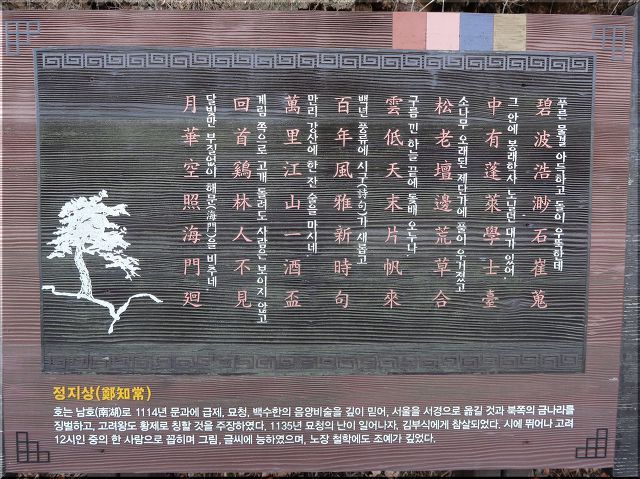 푸른 물결 아득하고 돌이 우뚝한데
碧波浩渺石崔蒐
그 안에 봉래학사 노닐던 대가 있어.
中有蓬萊學士臺
소나무 오래된 제단가에 풀이 우거졌고
松老壇邊荒草合
구름 낀 하늘 끝에 돛배 오누나.
雲低天末片帆來
백년 풍류에 시구(詩句)가 새롭고
百年風雅新時句
만리 강산에 한 잔 술을 마시네.
萬里江山一酒盃
계림 쪽으로 고개 돌려도 사람은 보이지 않고
回首鷄林人不見
달빛만 부질없이 해문(海門)으로 비추네.
月華空照海門廻
정지상(鄭知常)
호는 남호(南湖)로 1114년 문과에 급제, 묘청, 백수한의 음양비술을 깊이 믿어, 서울을 서경으로 옮길 것과 북쪽의 금나라를
징벌하고, 고려왕도 황제로 칭할 것을 주장하였다. 1135년 묘청의 난이 일어나자, 김부식에게 참살되었다. 시에 뛰어나 고려
12시인 중의 한 사람으로 꼽히며 그림, 글씨에 능하였으며, 노장 철학에도 조예가 깊었다.